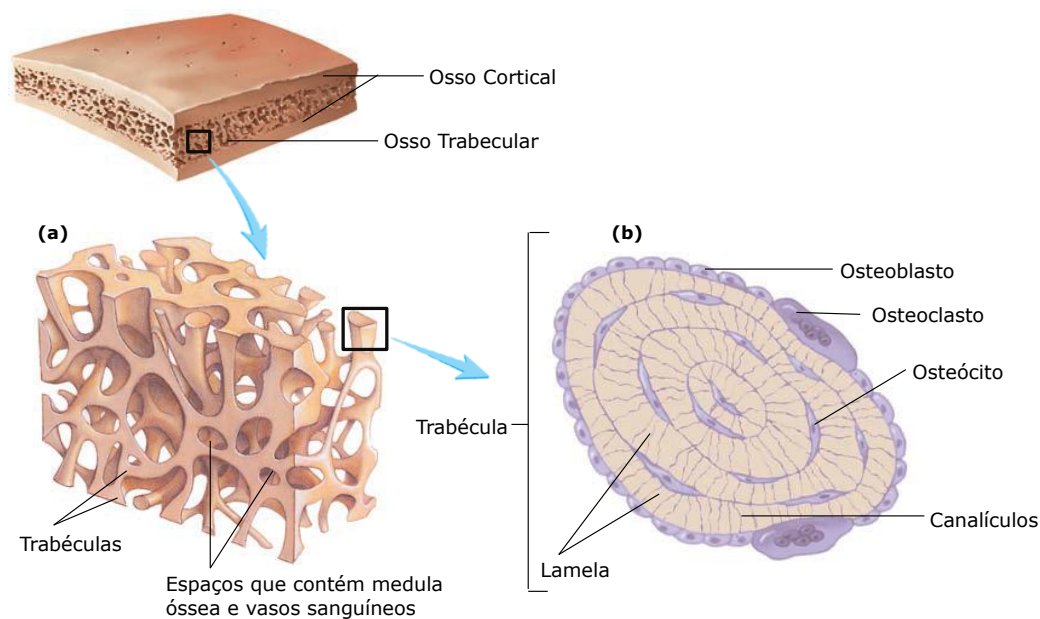 Osso Cortical
Osso Trabecular
(a)
Trabéculas
Espaços que contém medula
óssea e vasos sanguíneos
(b)
Trabécula
Osteoblasto
Osteoclasto
Osteócito
Canalículos
Lamela